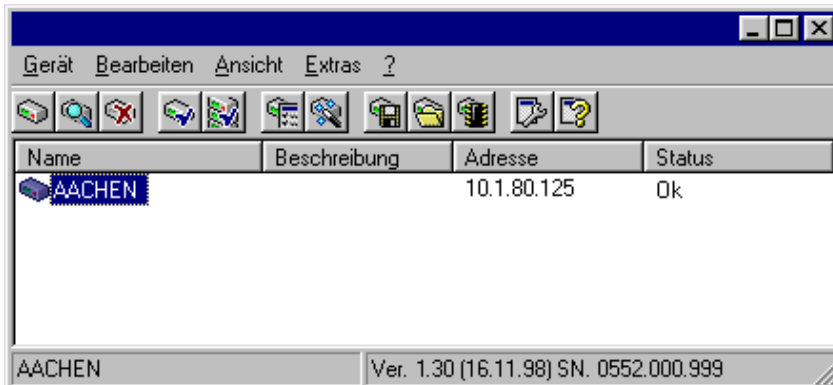 Gerät Bearbeiten Ansicht Extras ?
Name Beschreibung Adresse Status
AACHEN 10.1.80.125 Ok
AACHEN Ver. 1.30 (16.11.98) SN. 0552.000.999